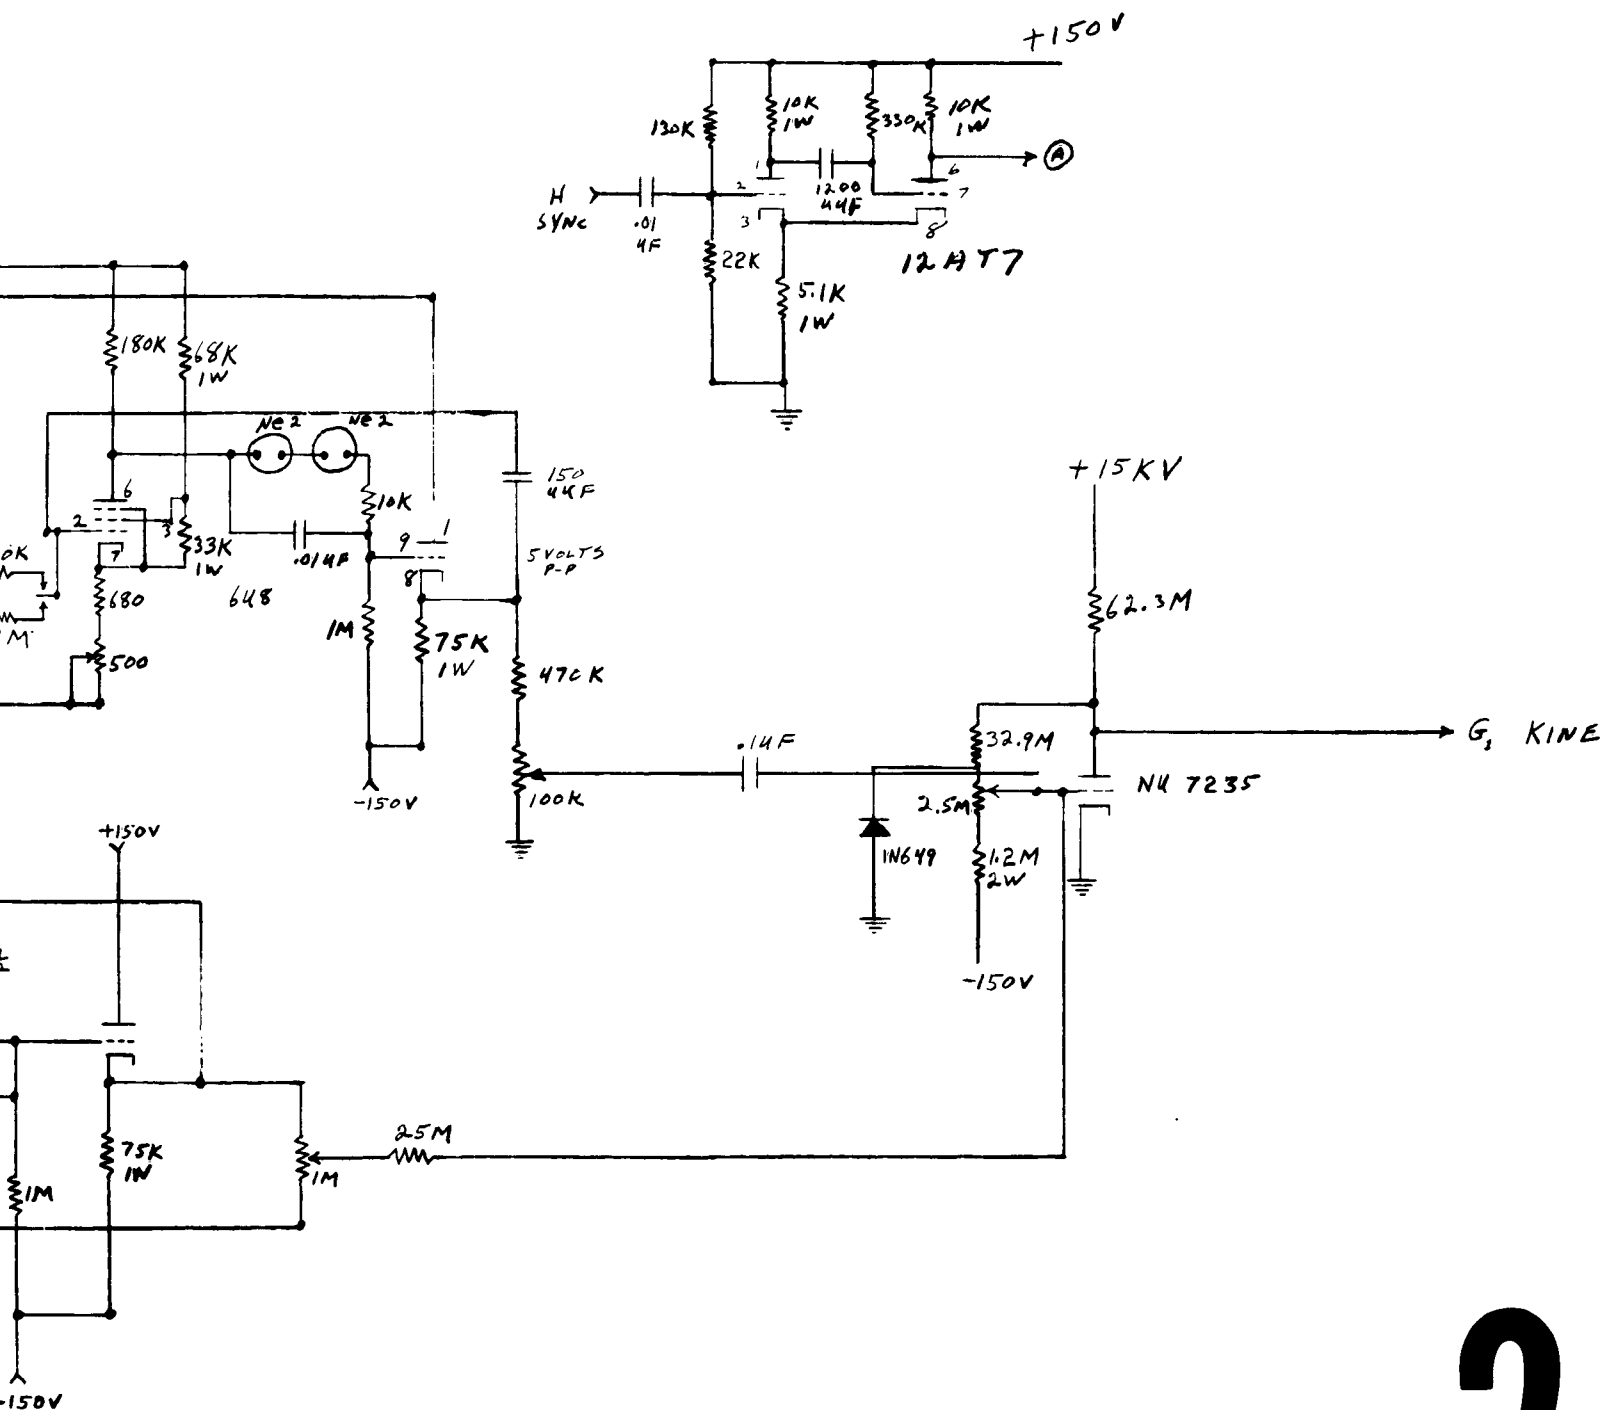 +150V
130K
10K
1W
330K
10K
1W
A
H
SYNC
.01
µF
2
1
3
1200
µµF
6
7
8
12AT7
22K
5.1K
1W
180K
68K
1W
Ne2
Ne2
150
µµF
+15KV
6
2
3
7
33K
1W
10K
.01µF
9
1
8
5 VOLTS
P-P
0K
M
680
500
6U8
1M
75K
1W
470K
62.3M
-150V
100K
.1µF
32.9M
G, KINE
2.5M
NU 7235
1N649
1.2M
2W
-150V
+150V
75K
1W
1M
1M
25M
-150V
2